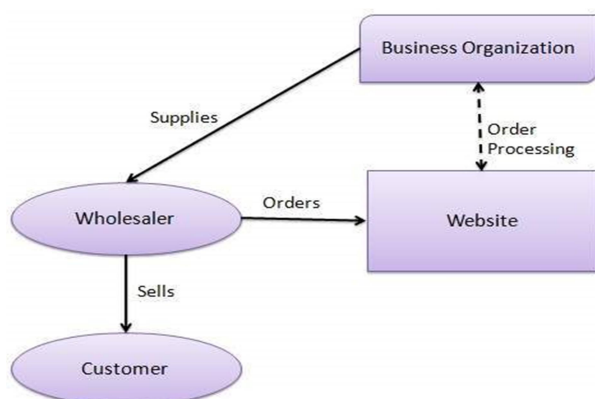 Business Organization
Supplies
Order
Processing
Wholesaler
Orders
Website
Sells
Customer